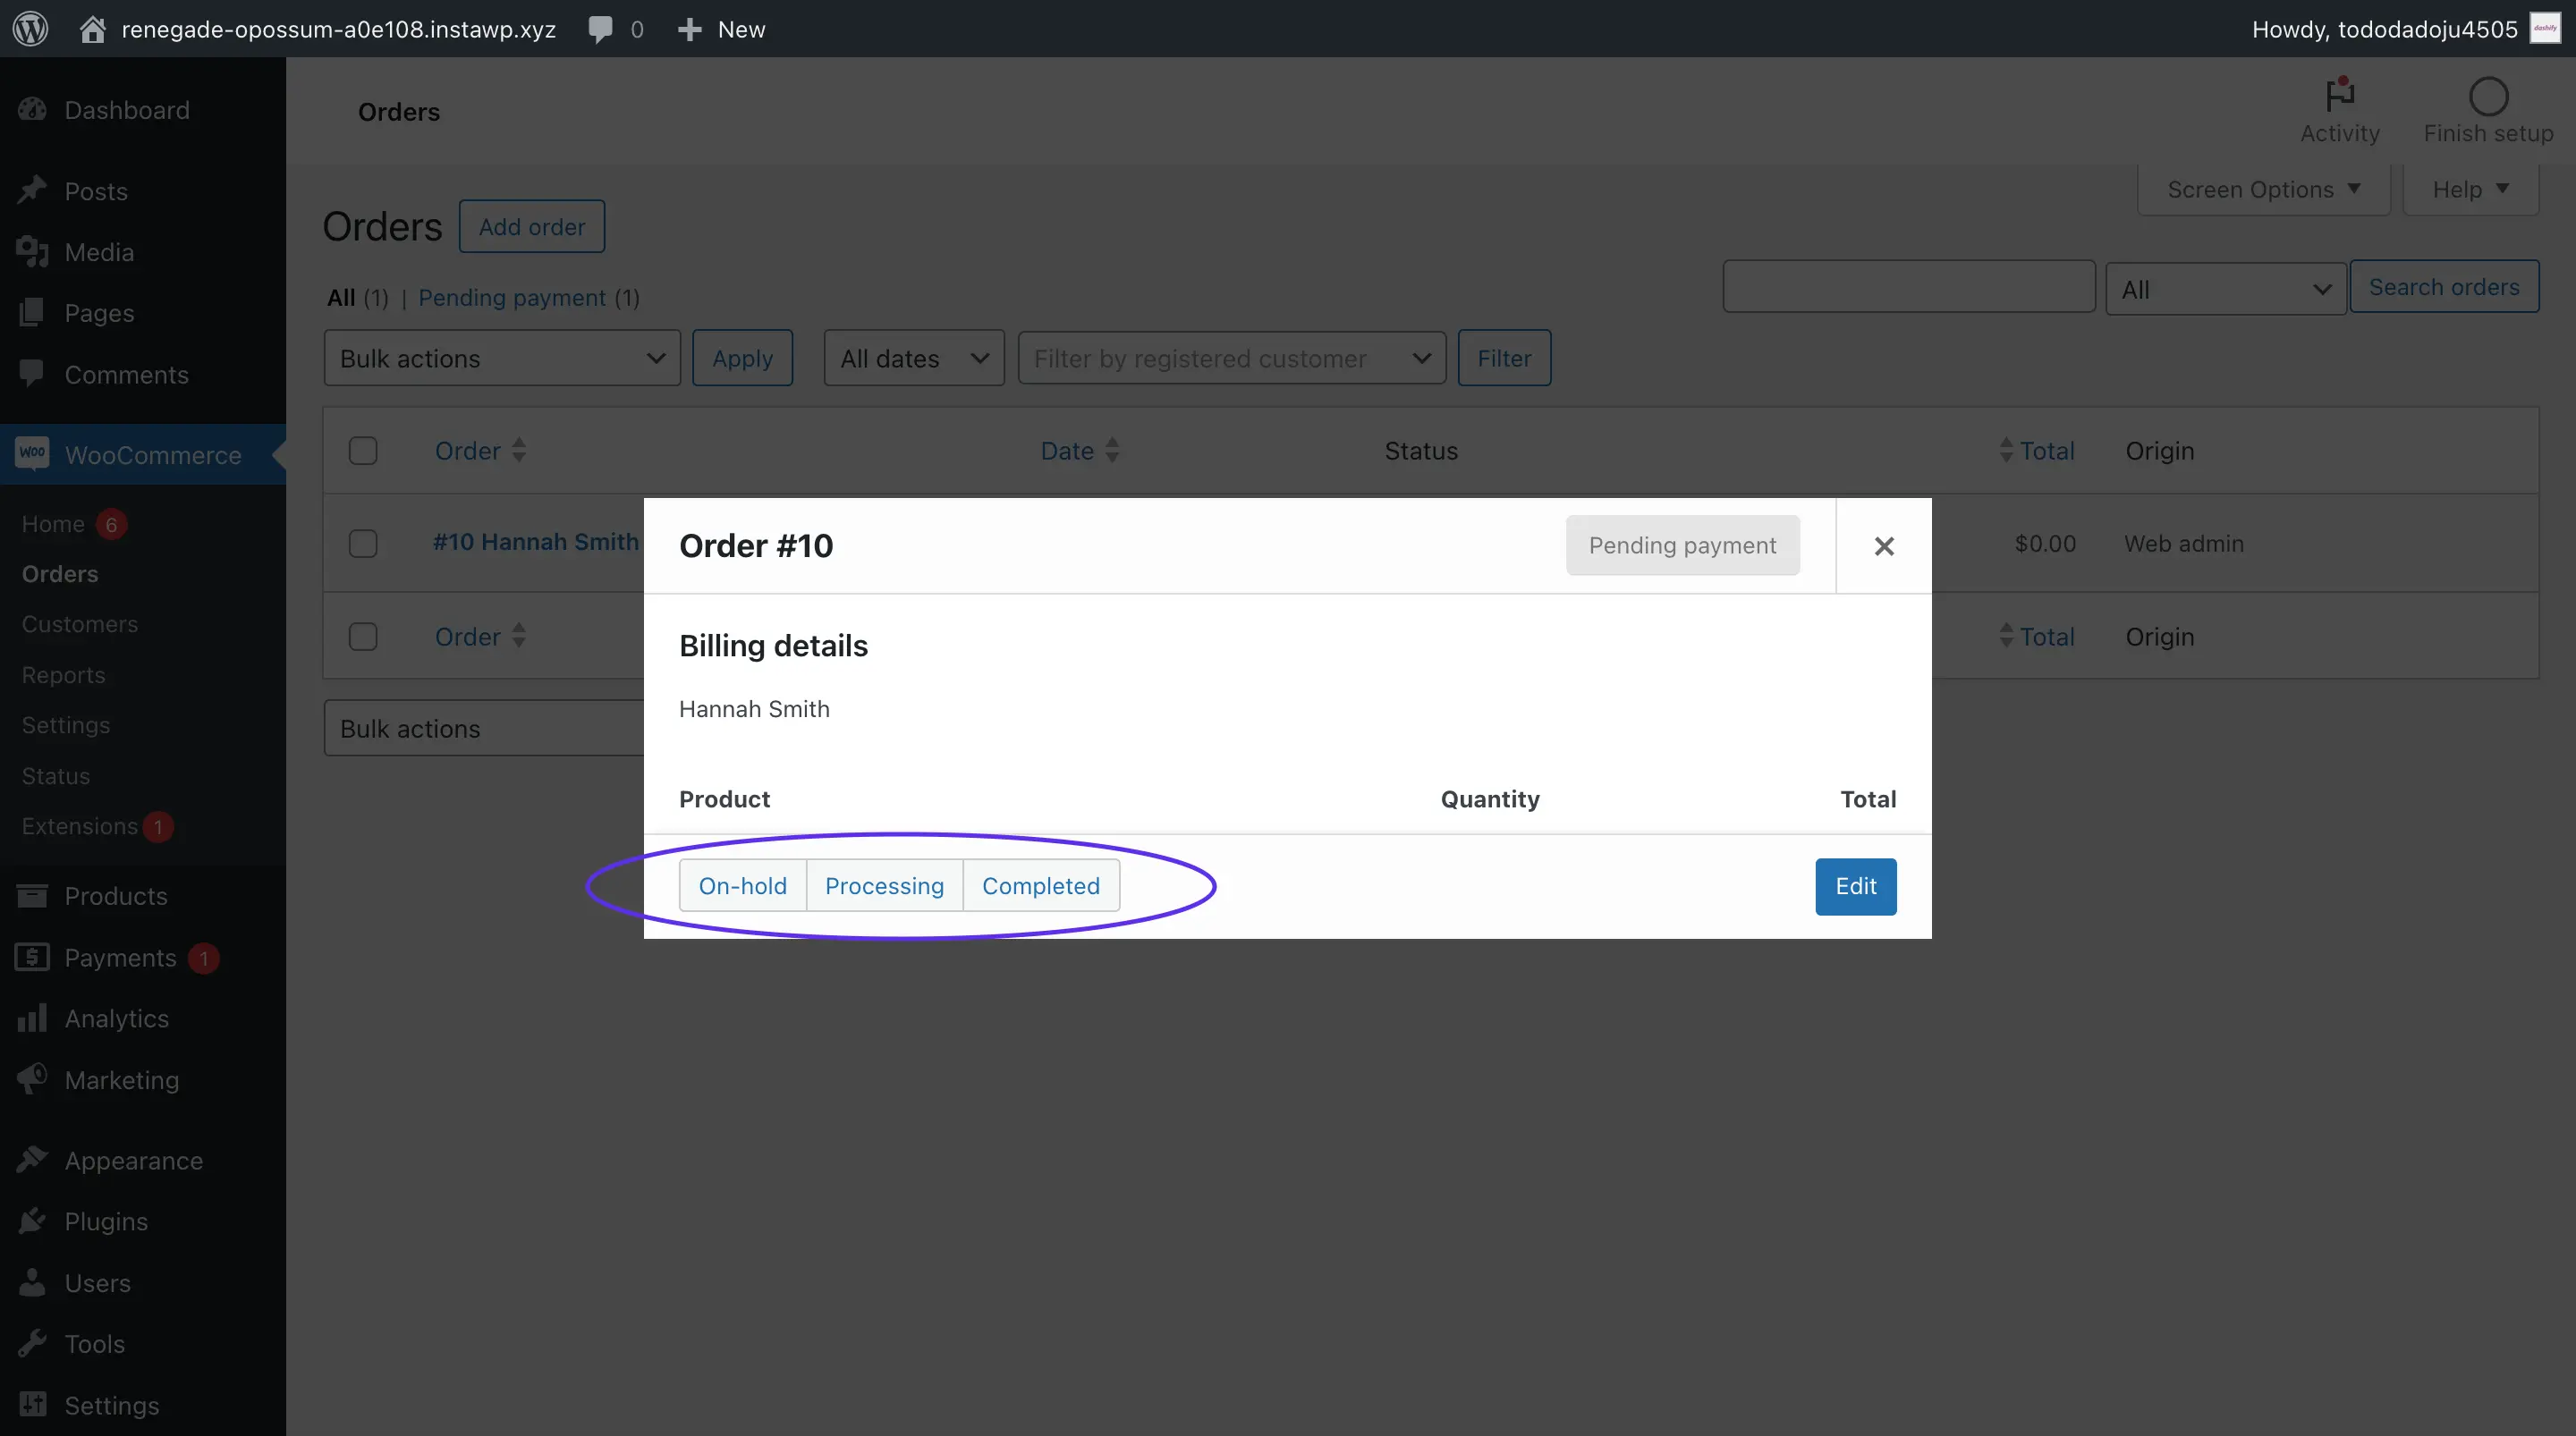 renegade-opossum-a0e108.instawp.xyz 0 New Howdy, tododadoju4505
Dashboard
Posts
Media
Pages
Comments
WooCommerce
Home 6
Orders
Customers
Reports
Settings
Status
Extensions 1
Products
Payments 1
Analytics
Marketing
Appearance
Plugins
Users
Tools
Settings
Orders
Activity
Finish setup
Screen Options
Help
Orders Add order
All (1) | Pending payment (1)
All
Search orders
Bulk actions Apply All dates Filter by registered customer Filter
Order Date Status Total Origin
#10 Hannah Smith $0.00 Web admin
Order Total Origin
Bulk actions
Order #10 Pending payment
Billing details
Hannah Smith
Product Quantity Total
On-hold Processing Completed Edit